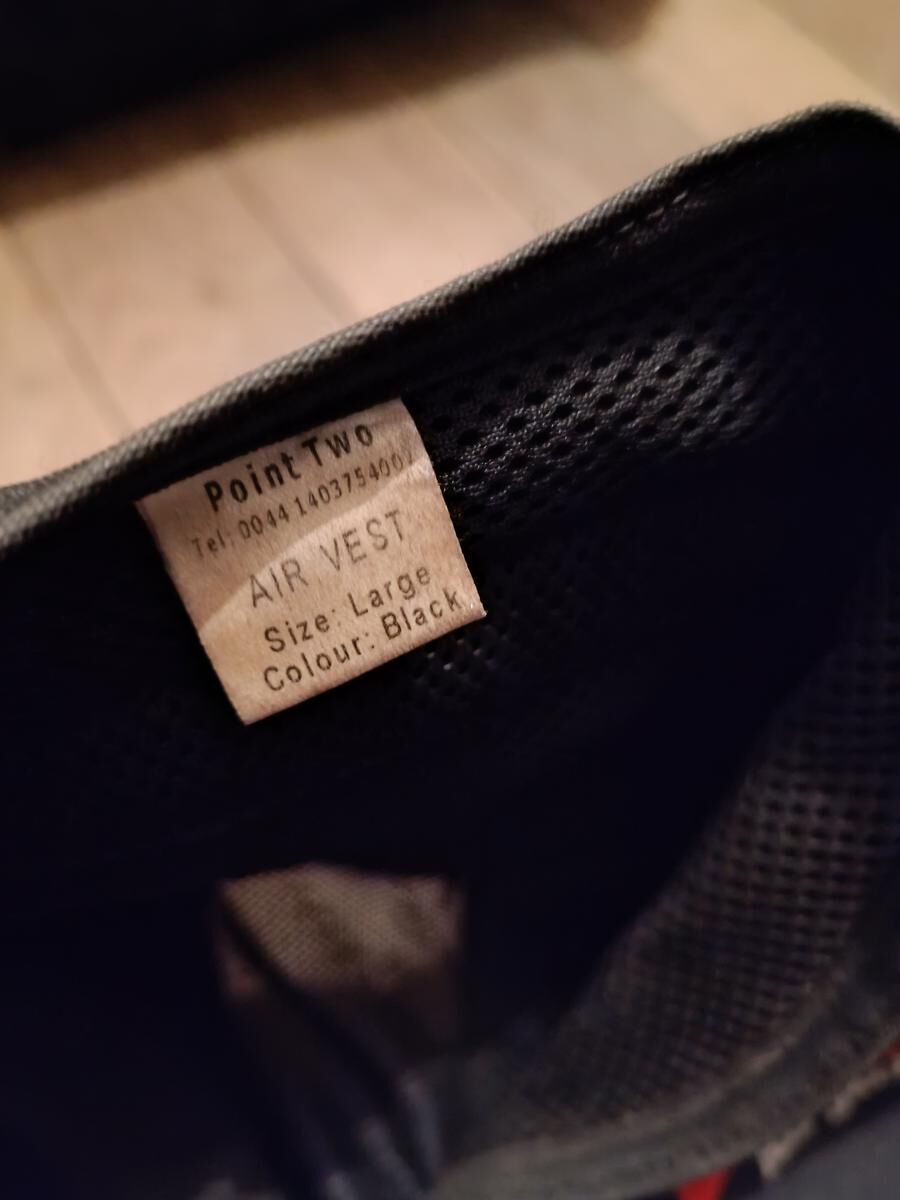 Point Two
Tel: 0044 1403754007
AIR VEST
Size: Large
Colour: Black